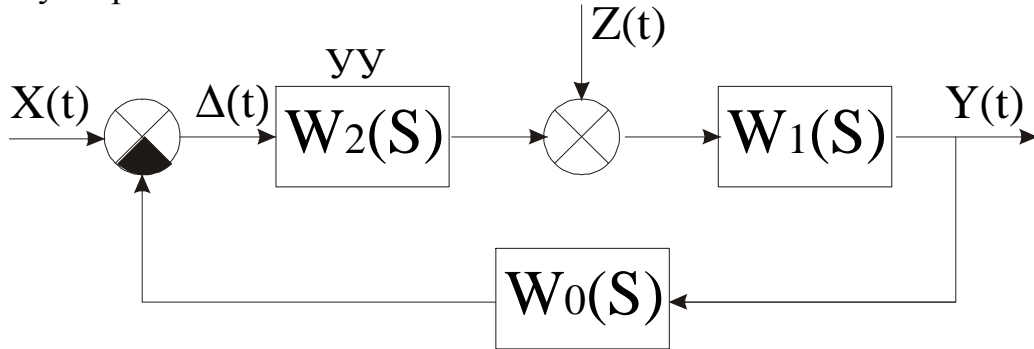 Z(t)
уу
X(t)
Δ(t)
W2(S)
W1(S)
Y(t)
W0(S)